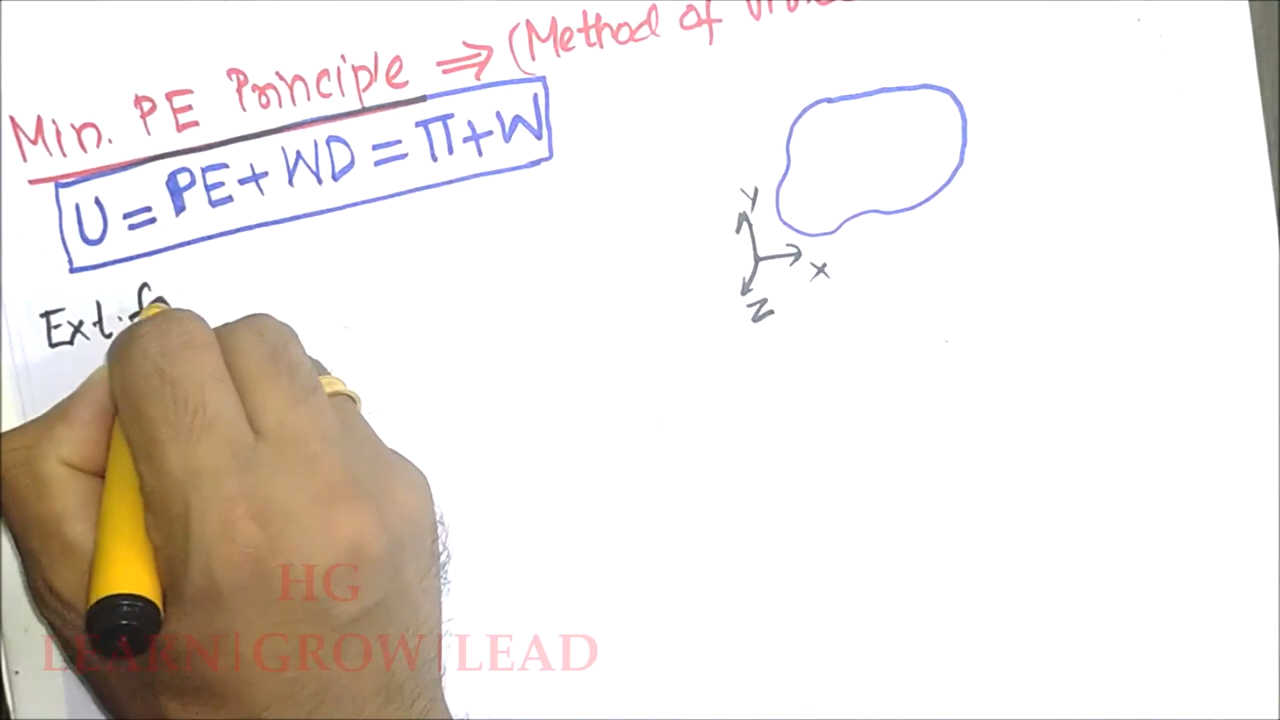 Min. PE Principle ⇒ (Method of
U = PE + WD = Π + W
Y
X
Z
Ext. f
HG
LEARN|GROW|LEAD